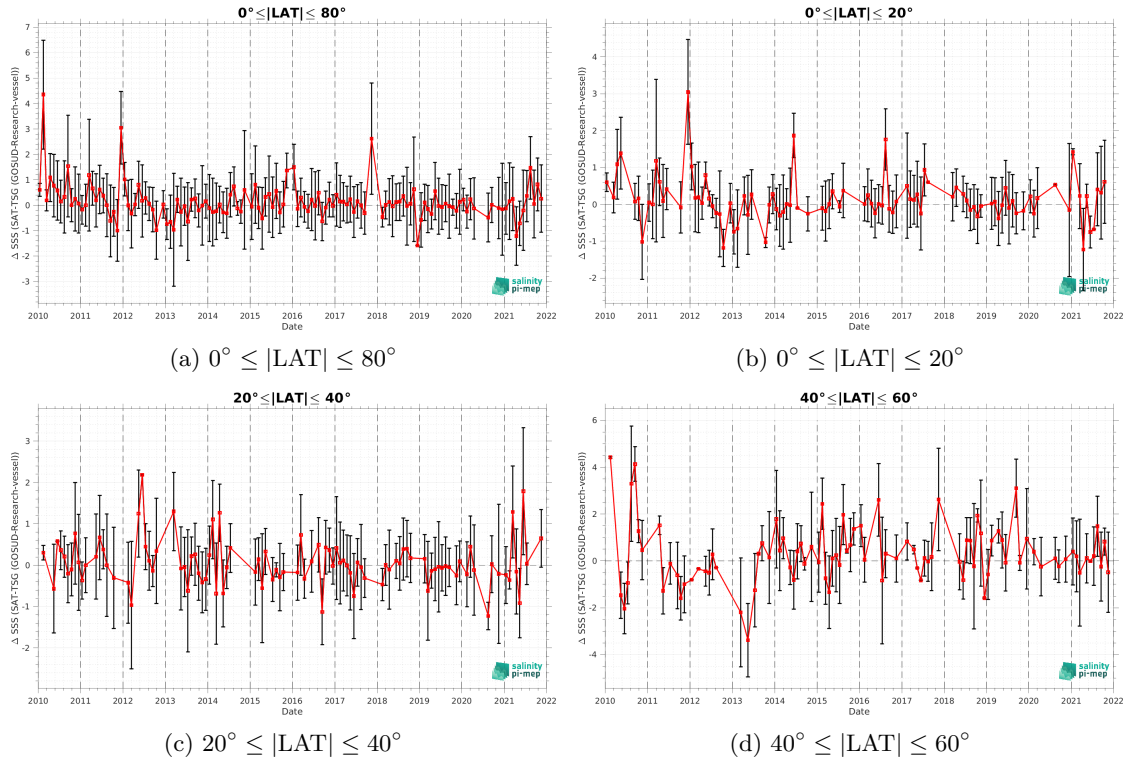 0°≤|LAT|≤ 80°
Δ SSS (SAT-TSG (GOSUD-Research-vessel))
7
6
5
4
3
2
1
0
-1
-2
-3
2010 2011 2012 2013 2014 2015 2016 2017 2018 2019 2020 2021 2022
Date
salinity
pi-mep
(a) 0° ≤ |LAT| ≤ 80°
0°≤|LAT|≤ 20°
Δ SSS (SAT-TSG (GOSUD-Research-vessel))
4
3
2
1
0
-1
-2
2010 2011 2012 2013 2014 2015 2016 2017 2018 2019 2020 2021 2022
Date
salinity
pi-mep
(b) 0° ≤ |LAT| ≤ 20°
20°≤|LAT|≤ 40°
Δ SSS (SAT-TSG (GOSUD-Research-vessel))
3
2
1
0
-1
-2
2010 2011 2012 2013 2014 2015 2016 2017 2018 2019 2020 2021 2022
Date
salinity
pi-mep
(c) 20° ≤ |LAT| ≤ 40°
40°≤|LAT|≤ 60°
Δ SSS (SAT-TSG (GOSUD-Research-vessel))
6
4
2
0
-2
-4
2010 2011 2012 2013 2014 2015 2016 2017 2018 2019 2020 2021 2022
Date
salinity
pi-mep
(d) 40° ≤ |LAT| ≤ 60°